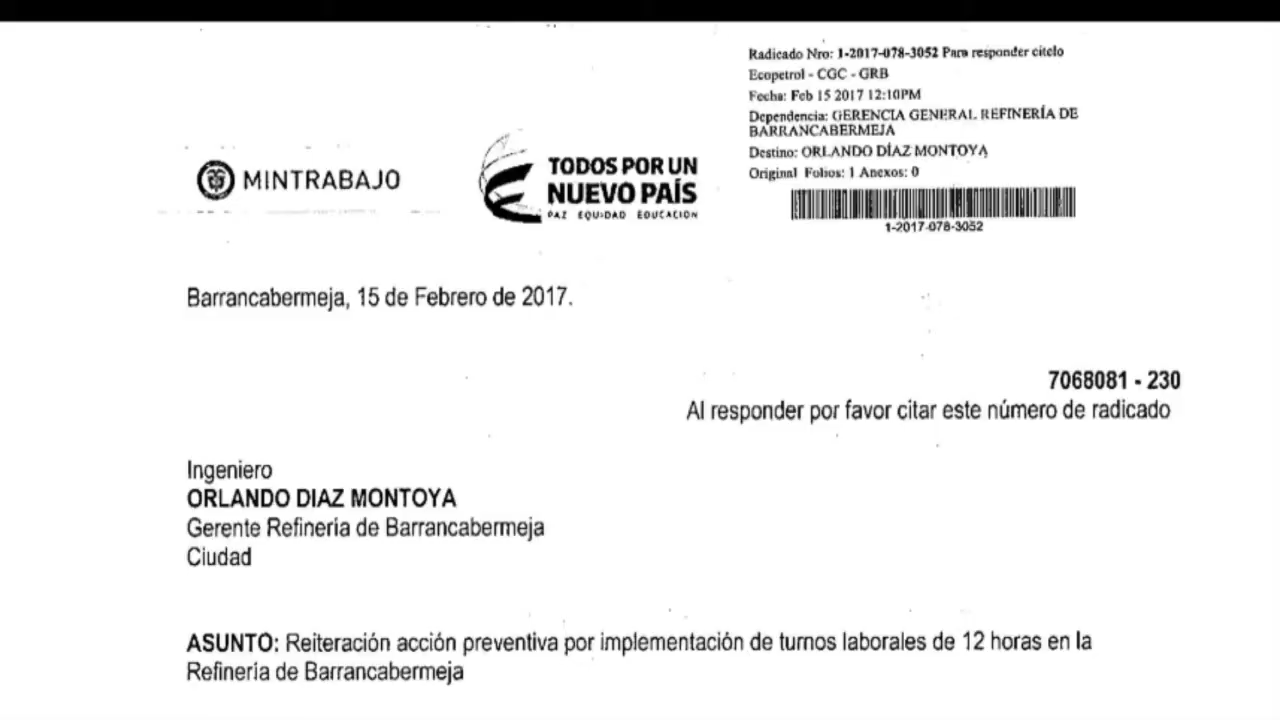 Radicado Nro: 1-2017-078-3052 Para responder citelo
Ecopetrol - CGC - GRB
Fecha: Feb 15 2017 12:10PM
Dependencia: GERENCIA GENERAL REFINERÍA DE
BARRANCABERMEJA
Destino: ORLANDO DÍAZ MONTOYA
Original Folios: 1 Anexos: 0
1-2017-078-3052
MINTRABAJO
TODOS POR UN
NUEVO PAÍS
PAZ EQUIDAD EDUCACIÓN
Barrancabermeja, 15 de Febrero de 2017.
7068081 - 230
Al responder por favor citar este número de radicado
Ingeniero
ORLANDO DIAZ MONTOYA
Gerente Refinería de Barrancabermeja
Ciudad
ASUNTO: Reiteración acción preventiva por implementación de turnos laborales de 12 horas en la
Refinería de Barrancabermeja